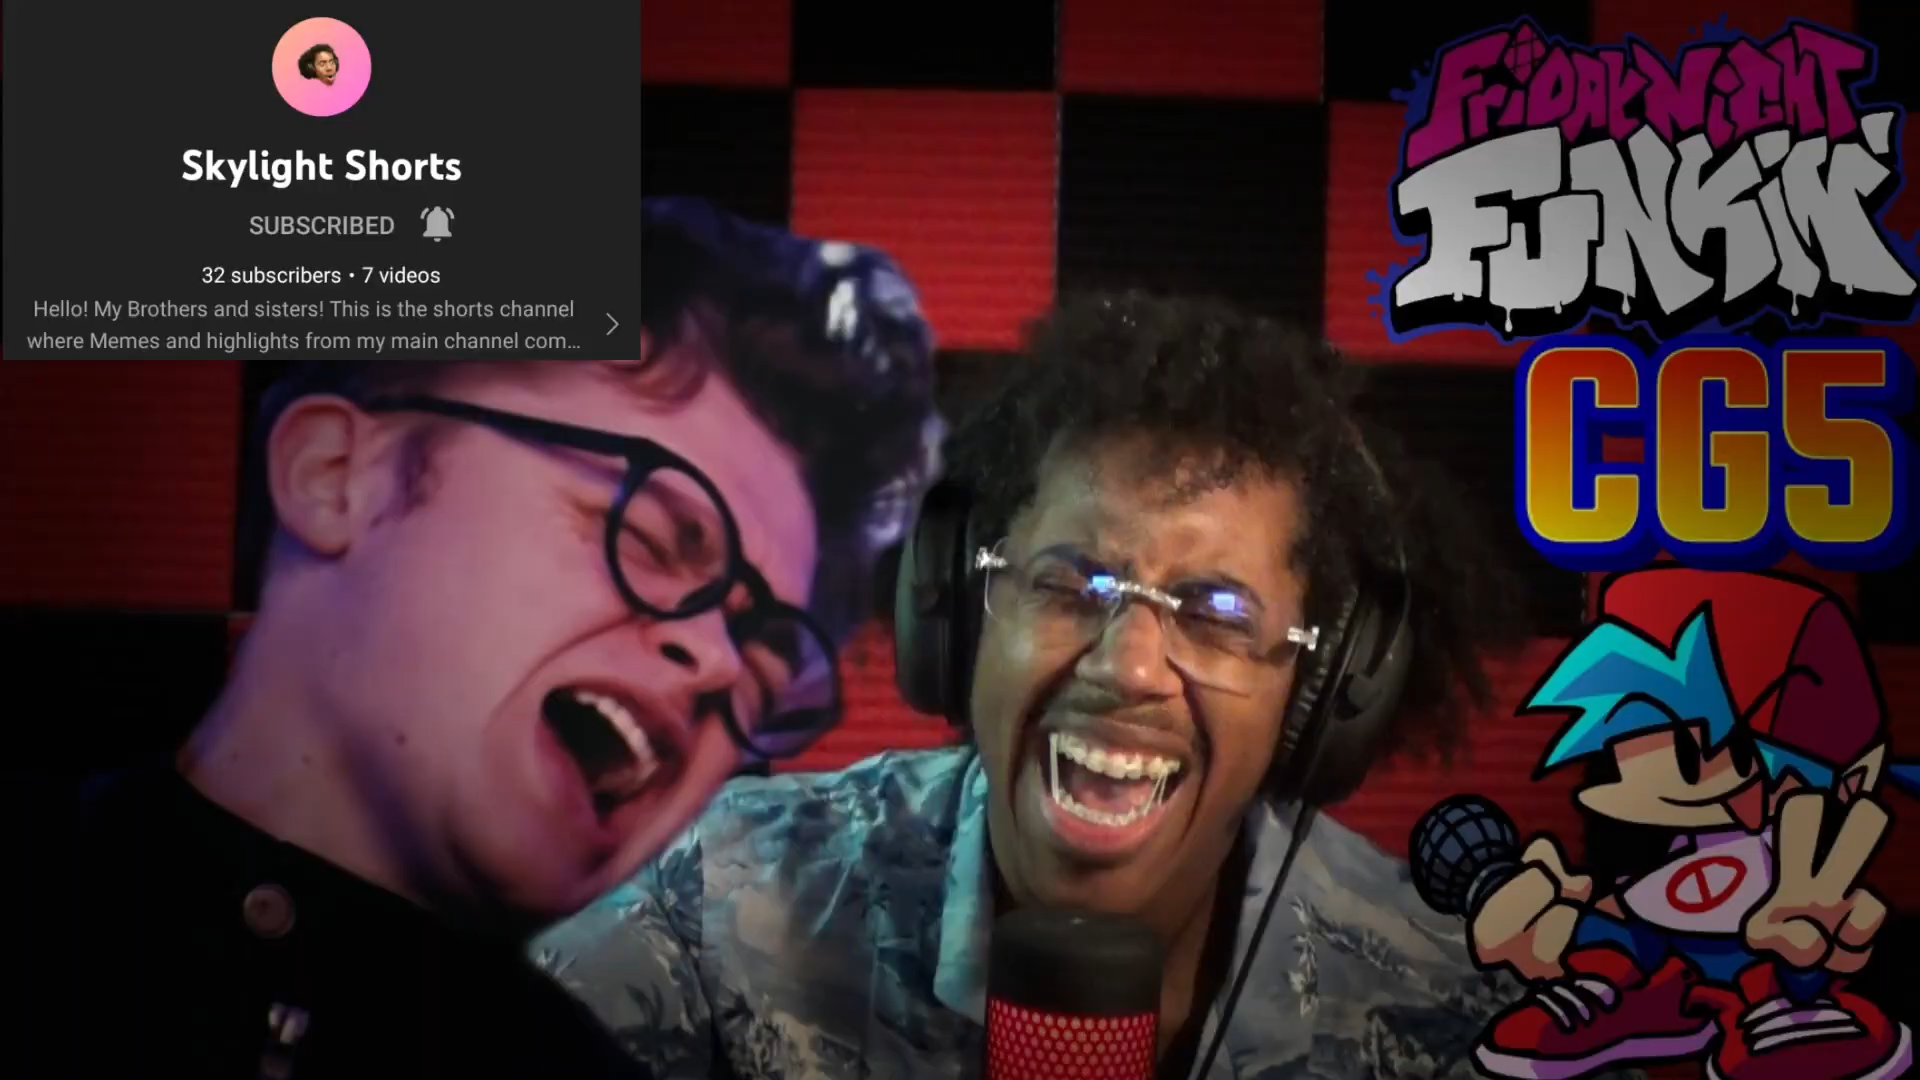 Skylight Shorts
SUBSCRIBED
32 subscribers • 7 videos
Hello! My Brothers and sisters! This is the shorts channel
where Memes and highlights from my main channel com...
FRiDAY NiGHT
FUNKiN'
CG5